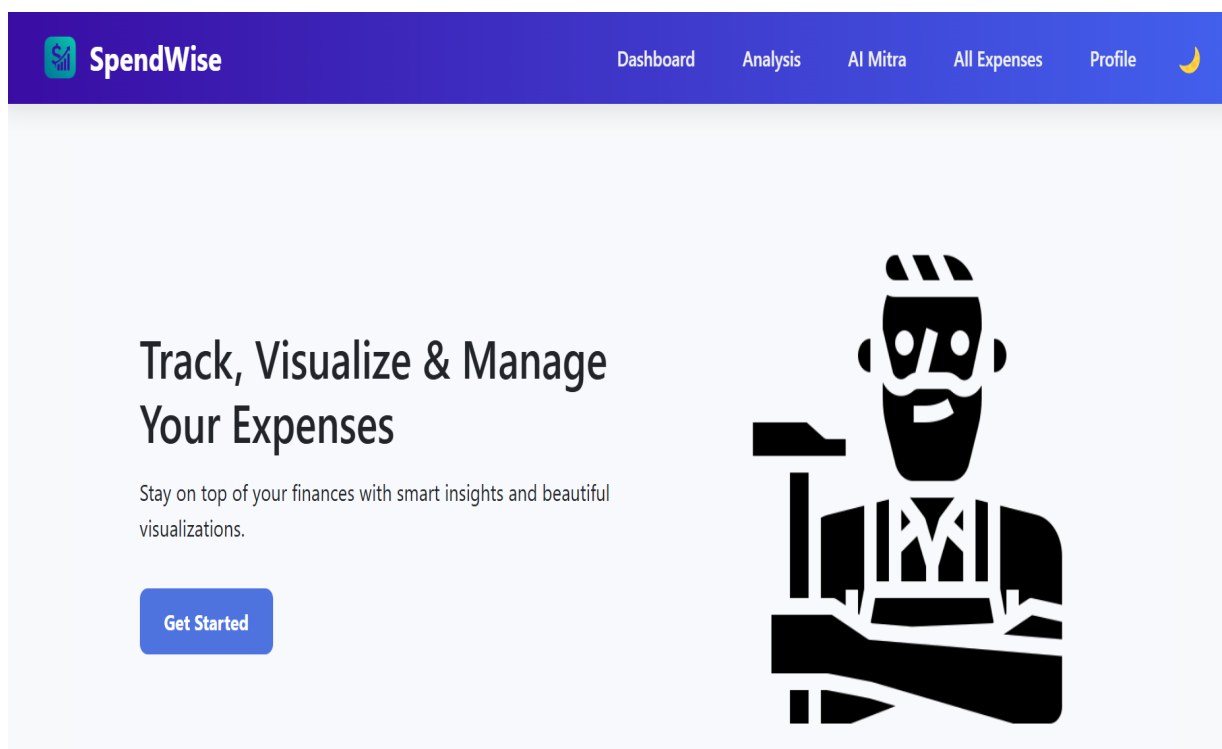 SpendWise
Dashboard Analysis AI Mitra All Expenses Profile
Track, Visualize & Manage
Your Expenses
Stay on top of your finances with smart insights and beautiful
visualizations.
Get Started